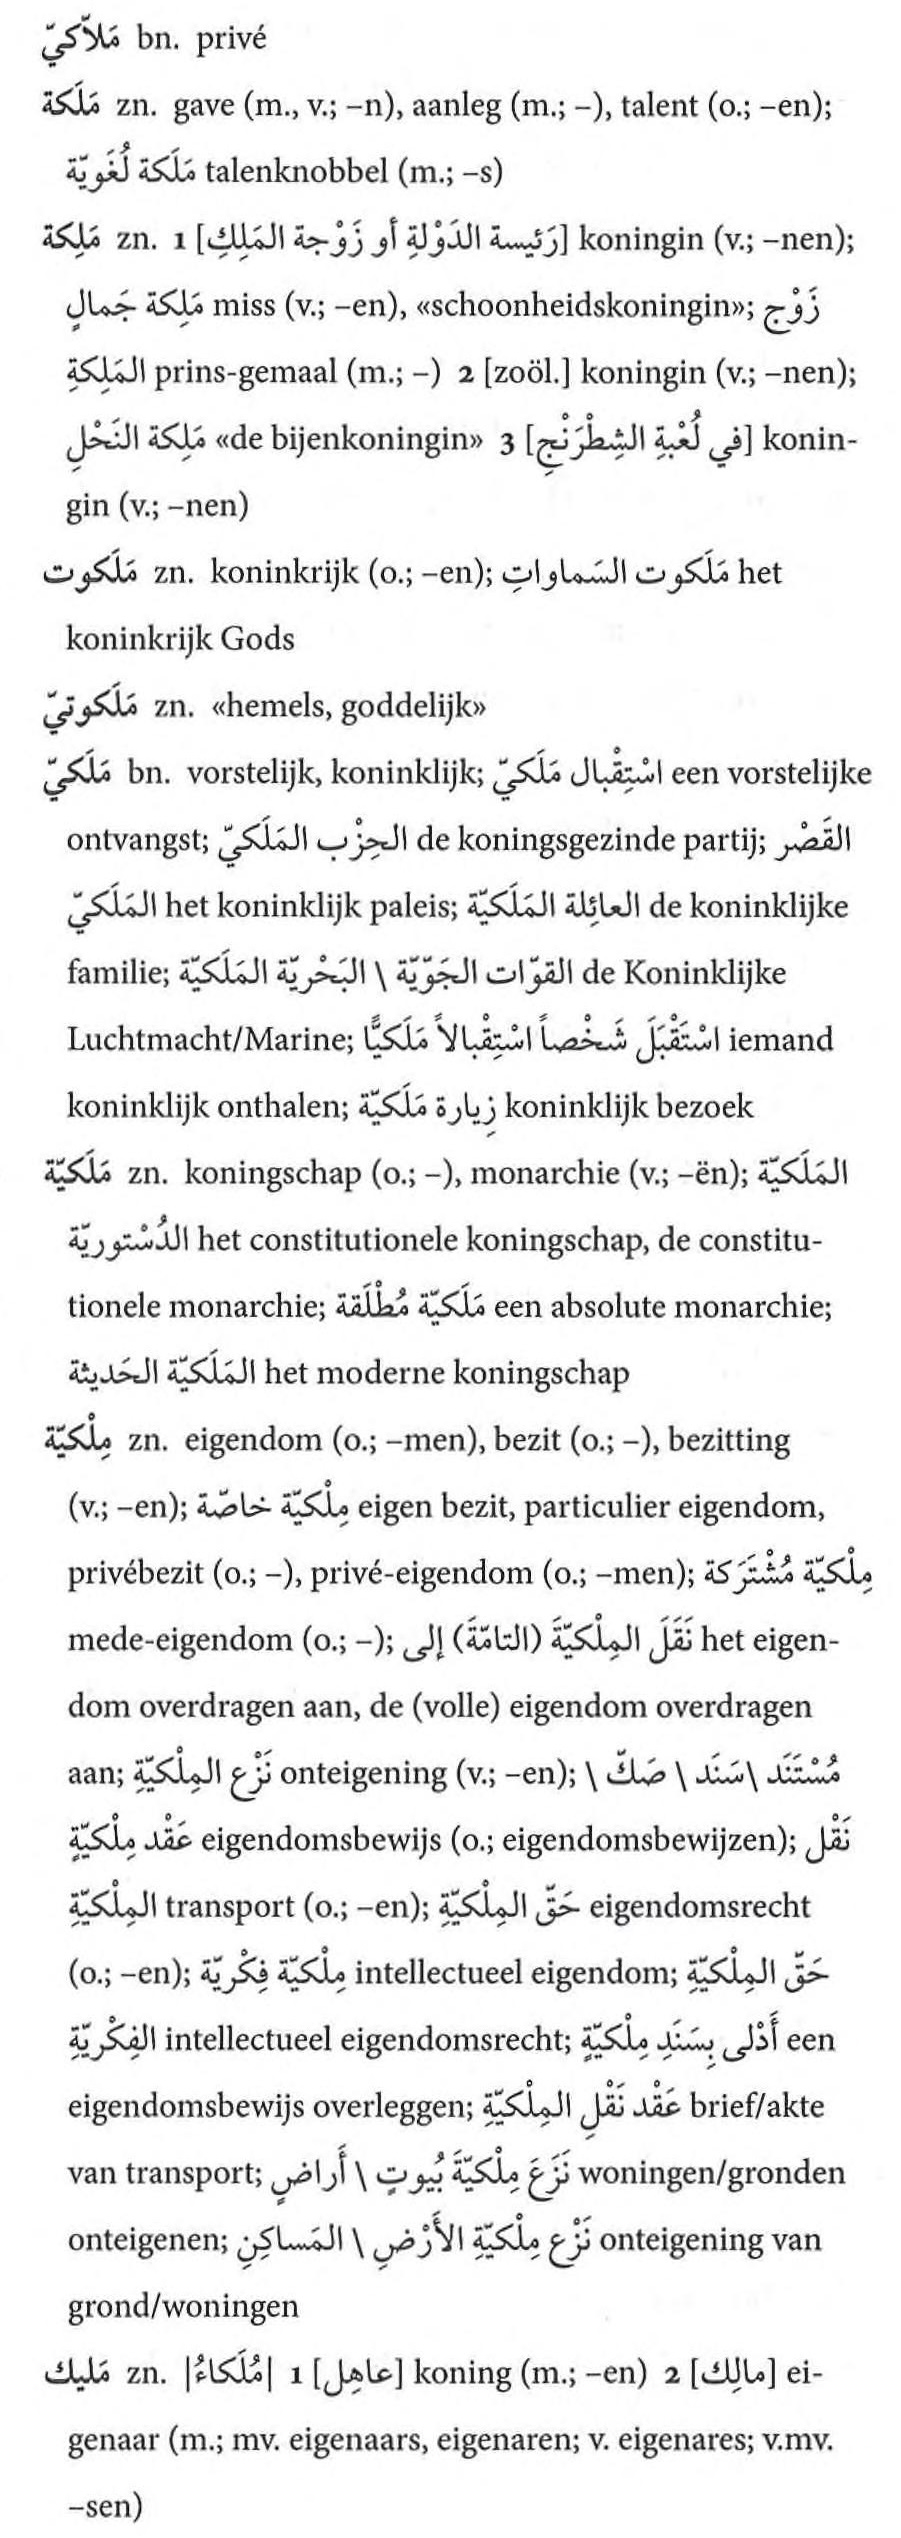 مَلاّكيّ bn. privé
مَلَكة zn. gave (m., v.; –n), aanleg (m.; –), talent (o.; –en);
مَلَكة لُغَويّة talenknobbel (m.; –s)
مَلِكة zn. 1 [رَئيسة الدَوْلةِ أو زَوْجة المَلِكِ] koningin (v.; –nen);
مَلِكة جَمالٍ miss (v.; –en), «schoonheidskoningin»; زَوْج
المَلِكةِ prins-gemaal (m.; –) 2 [zoöl.] koningin (v.; –nen);
مَلِكة النَحْلِ «de bijenkoningin» 3 [في لُعْبةِ الشِطْرَنْجِ] konin-
gin (v.; –nen)
مَلَكوت zn. koninkrijk (o.; –en); مَلَكوت السَماواتِ het
koninkrijk Gods
مَلَكوتيّ zn. «hemels, goddelijk»
مَلَكيّ bn. vorstelijk, koninklijk; اسْتِقْبال مَلَكيّ een vorstelijke
ontvangst; الحِزْب المَلَكيّ de koningsgezinde partij; القَصْر
المَلَكيّ het koninklijk paleis; العائِلة المَلَكيّة de koninklijke
familie; القوّات الجَوّيّة \ البَحْريّة المَلَكيّة de Koninklijke
Luchtmacht/Marine; اسْتَقْبَلَ شَخْصاً اسْتِقْبالاً مَلَكيًّا iemand
koninklijk onthalen; زِيارة مَلَكيّة koninklijk bezoek
مَلَكيّة zn. koningschap (o.; –), monarchie (v.; –ën); المَلَكيّة
الدُسْتوريّة het constitutionele koningschap, de constitu-
tionele monarchie; مَلَكيّة مُطْلَقة een absolute monarchie;
المَلَكيّة الحَديثة het moderne koningschap
مِلْكيّة zn. eigendom (o.; –men), bezit (o.; –), bezitting
(v.; –en); مِلْكيّة خاصّة eigen bezit, particulier eigendom,
privébezit (o.; –), privé-eigendom (o.; –men); مِلْكيّة مُشْتَرَكة
mede-eigendom (o.; –); نَقَلَ المِلْكيّةَ (التامّةَ) إلى het eigen-
dom overdragen aan, de (volle) eigendom overdragen
aan; نَزْع المِلْكيّةِ onteigening (v.; –en); مُسْتَنَد \ سَنَد \ صَكّ \
عَقْد مِلْكيّةٍ eigendomsbewijs (o.; eigendomsbewijzen); نَقْل
المِلْكيّةِ transport (o.; –en); حَقّ المِلْكيّةِ eigendomsrecht
(o.; –en); مِلْكيّة فِكْريّة intellectueel eigendom; حَقّ المِلْكيّةِ
الفِكْريّةِ intellectueel eigendomsrecht; أَدْلى بِسَنَدِ مِلْكيّةٍ een
eigendomsbewijs overleggen; عَقْد نَقْلِ المِلْكيّةِ brief/akte
van transport; نَزَعَ مِلْكيّةَ بُيوتٍ \ أَراضٍ woningen/gronden
onteigenen; نَزْع مِلْكيّةِ الأَرْضِ \ المَساكِنِ onteigening van
grond/woningen
مَليك zn. |مُلَكاءُ| 1 [عاهِل] koning (m.; –en) 2 [مالِك] ei-
genaar (m.; mv. eigenaars, eigenaren; v. eigenares; v.mv.
–sen)